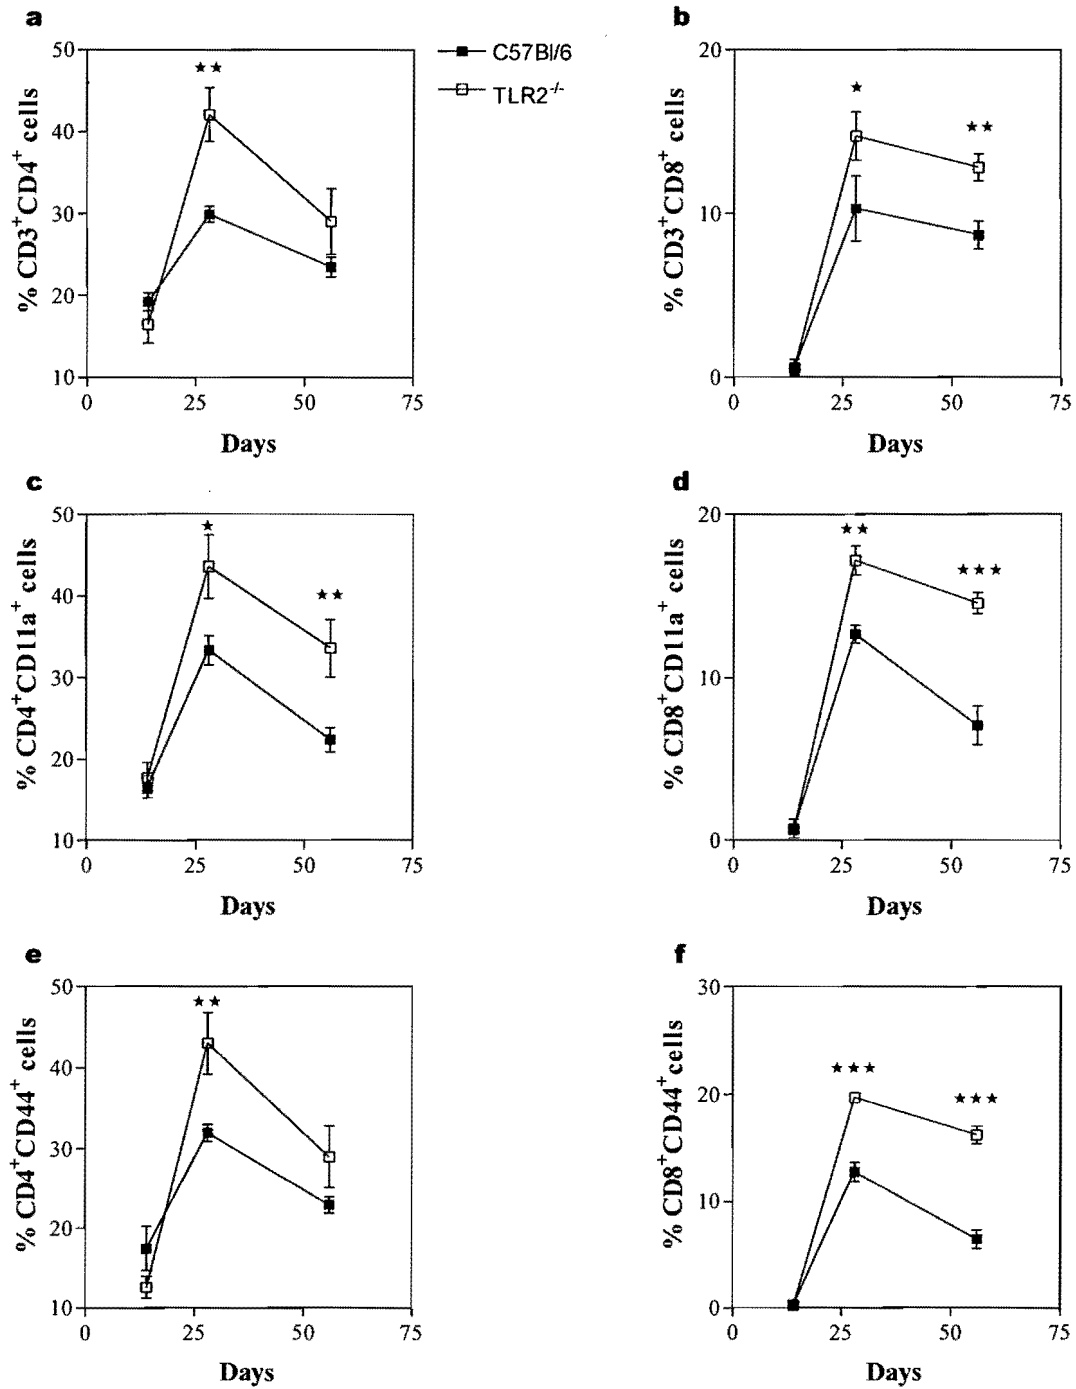 a
50
40
30
20
10
0 25 50 75
% CD3+CD4+ cells
Days
★★
C57Bl/6
TLR2-/-
b
20
10
0
0 25 50 75
% CD3+CD8+ cells
Days
★
★★
c
50
40
30
20
10
0 25 50 75
% CD4+CD11a+ cells
Days
★
★★
d
20
10
0
0 25 50 75
% CD8+CD11a+ cells
Days
★★
★★★
e
50
40
30
20
10
0 25 50 75
% CD4+CD44+ cells
Days
★★
f
30
20
10
0
0 25 50 75
% CD8+CD44+cells
Days
★★★
★★★